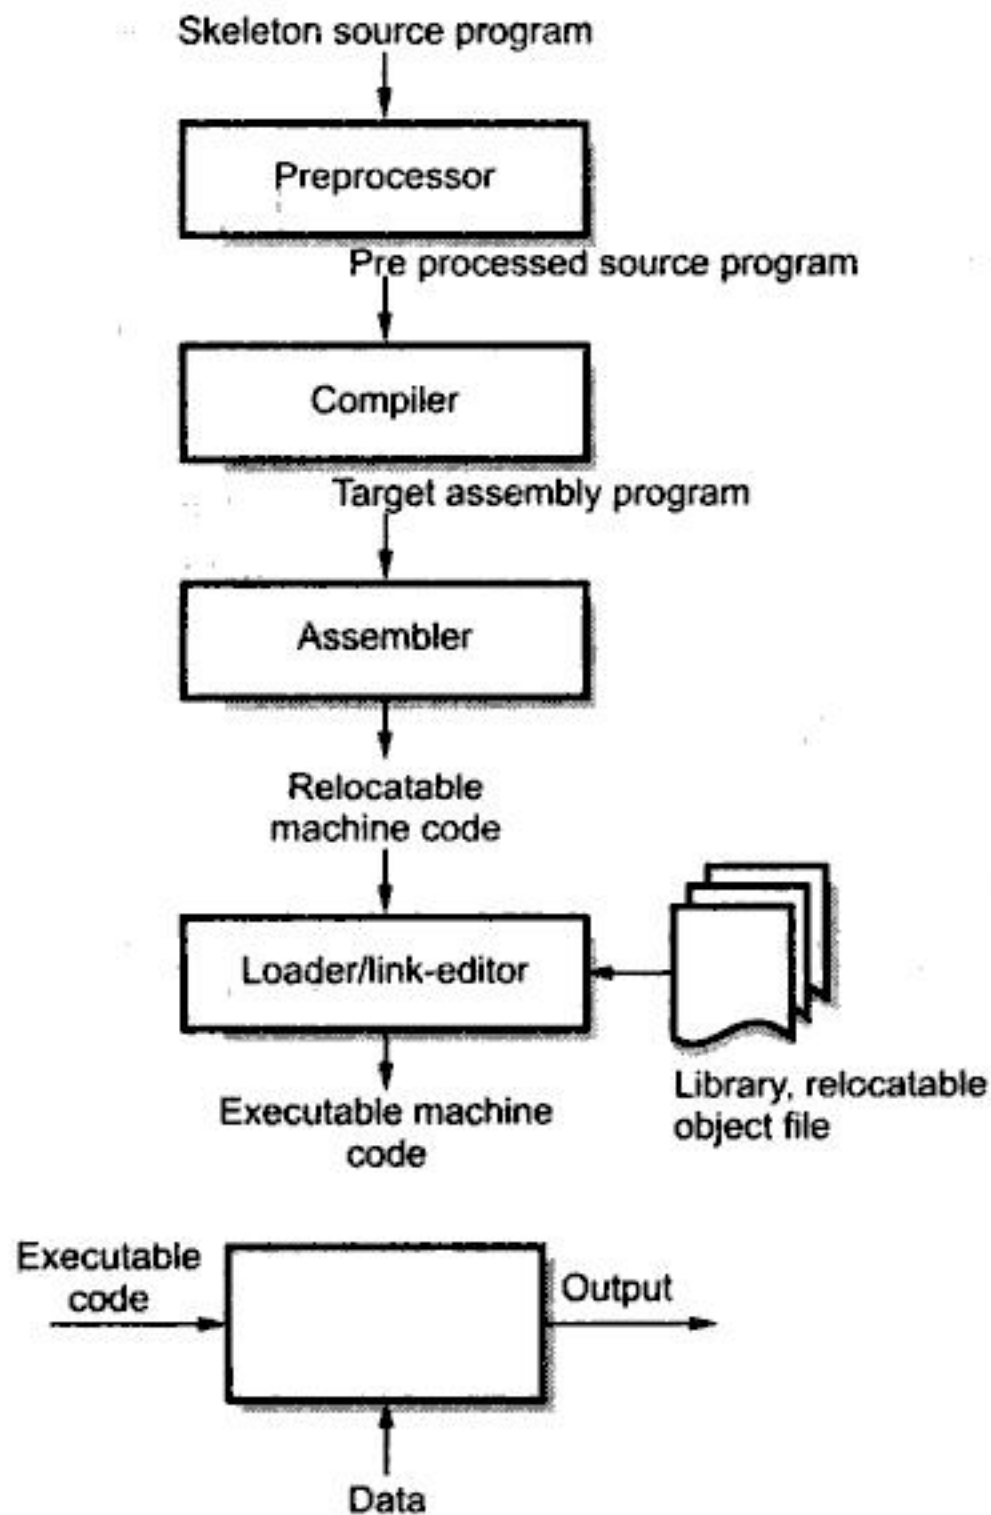 Skeleton source program
Preprocessor
Pre processed source program
Compiler
Target assembly program
Assembler
Relocatable
machine code
Loader/link-editor
Library, relocatable
object file
Executable machine
code
Executable
code
Output
Data